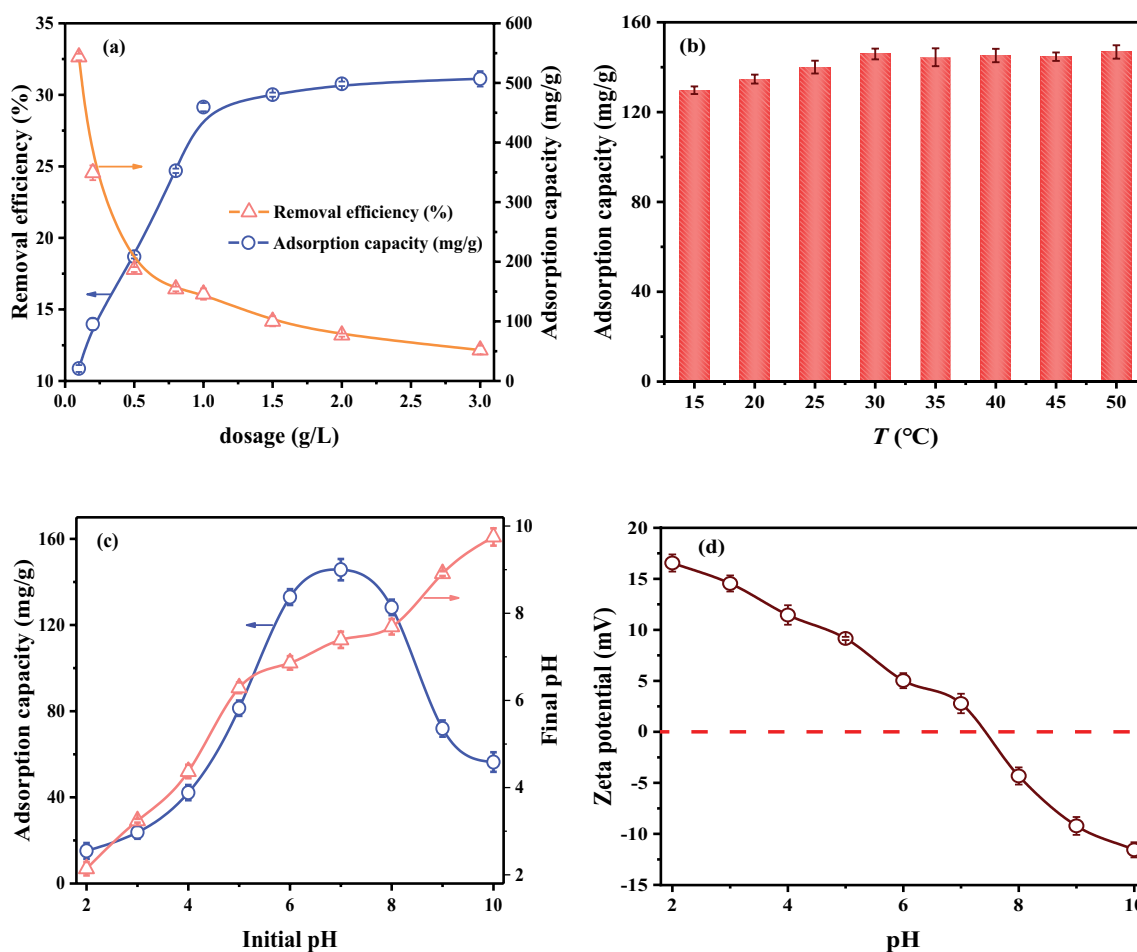 (a)
35
30
25
20
15
10
Removal efficiency (%)
600
500
400
300
200
100
0
Adsorption capacity (mg/g)
Removal efficiency (%)
Adsorption capacity (mg/g)
0.0 0.5 1.0 1.5 2.0 2.5 3.0
dosage (g/L)
(b)
160
120
80
40
0
Adsorption capacity (mg/g)
15 20 25 30 35 40 45 50
T (°C)
(c)
160
120
80
40
0
Adsorption capacity (mg/g)
10
8
6
4
2
Final pH
2 4 6 8 10
Initial pH
(d)
20
15
10
5
0
-5
-10
-15
Zeta potential (mV)
2 4 6 8 10
pH